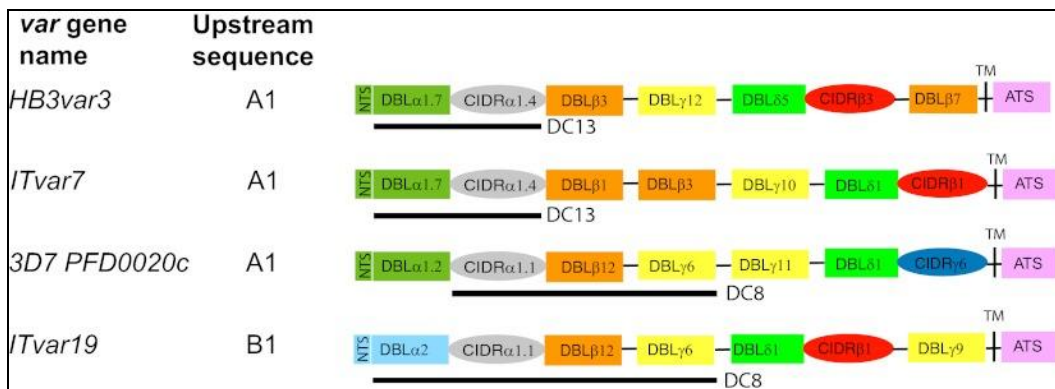 var gene name Upstream sequence
TM
HB3var3 A1 NTS DBLα1.7 CIDRα1.4 DBLβ3 DBLγ12 DBLδ5 CIDRβ3 DBLβ7 ATS
DC13
TM
ITvar7 A1 NTS DBLα1.7 CIDRα1.4 DBLβ1 DBLβ3 DBLγ10 DBLδ1 CIDRβ1 ATS
DC13
TM
3D7 PFD0020c A1 NTS DBLα1.2 CIDRα1.1 DBLβ12 DBLγ6 DBLγ11 DBLδ1 CIDRγ6 ATS
DC8
TM
ITvar19 B1 NTS DBLα2 CIDRα1.1 DBLβ12 DBLγ6 DBLδ1 CIDRβ1 DBLγ9 ATS
DC8